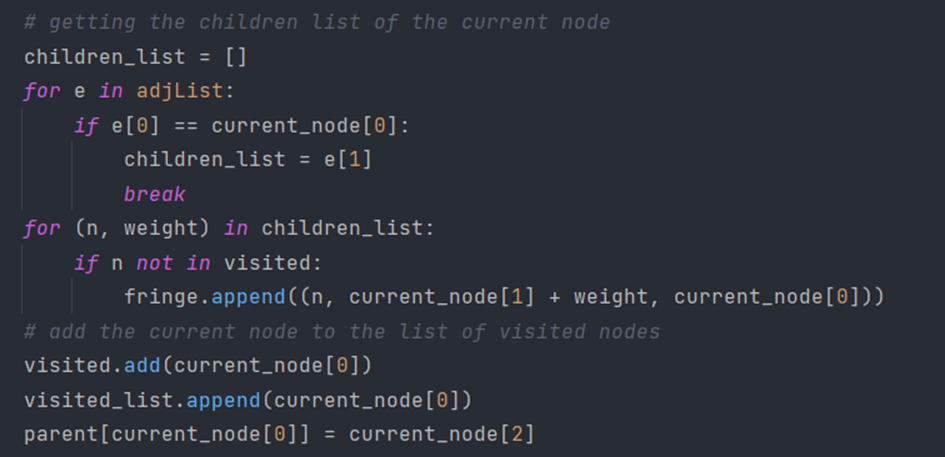 # getting the children list of the current node
children_list = []
for e in adjList:
    if e[0] == current_node[0]:
        children_list = e[1]
        break
for (n, weight) in children_list:
    if n not in visited:
        fringe.append((n, current_node[1] + weight, current_node[0]))
# add the current node to the list of visited nodes
visited.add(current_node[0])
visited_list.append(current_node[0])
parent[current_node[0]] = current_node[2]